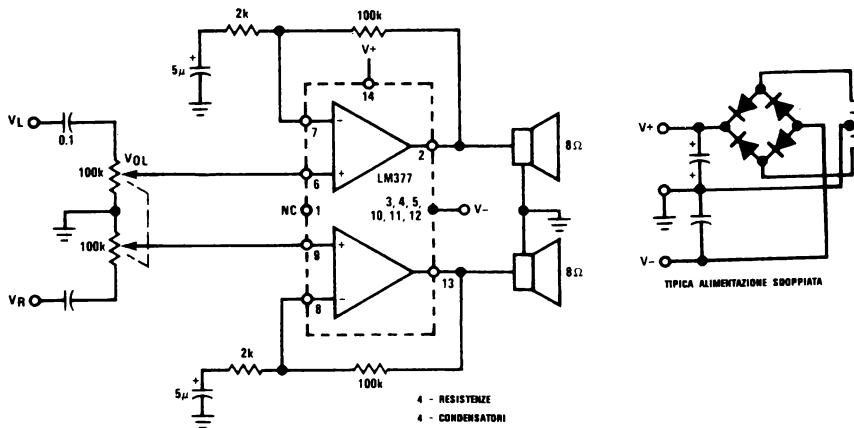 2k
100k
V+
5μ
14
VL
0.1
7
2
8Ω
100k
VOL
6
LM377
NC 1
3, 4, 5,
10, 11, 12
V-
100k
9
13
8Ω
VR
8
2k
100k
5μ
4 - RESISTENZE
4 - CONDENSATORI
V+
V-
TIPICA ALIMENTAZIONE SDOPPIATA